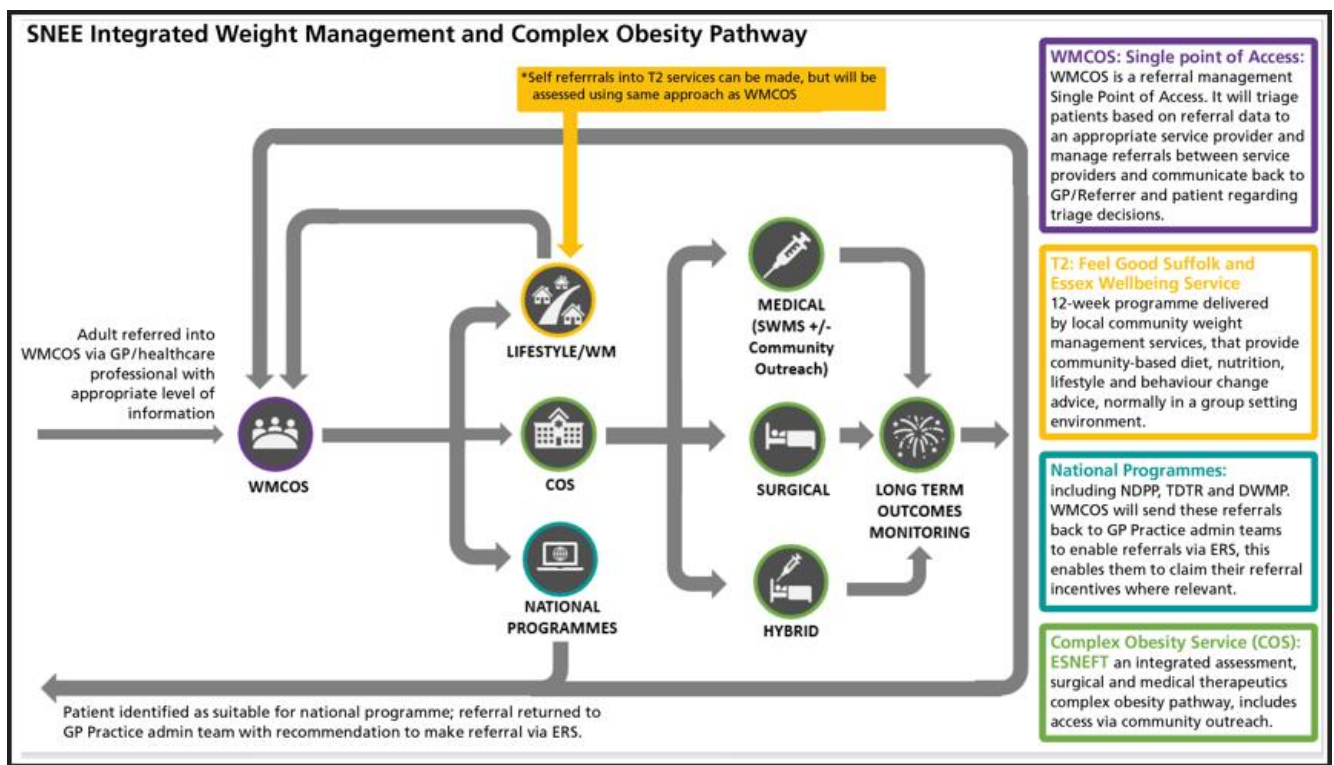 SNEE Integrated Weight Management and Complex Obesity Pathway
*Self referrrals into T2 services can be made, but will be
assessed using same approach as WMCOS
Adult referred into
WMCOS via GP/healthcare
professional with
appropriate level of
information
WMCOS
LIFESTYLE/WM
COS
NATIONAL
PROGRAMMES
MEDICAL
(SWMS +/-
Community
Outreach)
SURGICAL
HYBRID
LONG TERM
OUTCOMES
MONITORING
Patient identified as suitable for national programme; referral returned to
GP Practice admin team with recommendation to make referral via ERS.
WMCOS: Single point of Access:
WMCOS is a referral management
Single Point of Access. It will triage
patients based on referral data to
an appropriate service provider and
manage referrals between service
providers and communicate back to
GP/Referrer and patient regarding
triage decisions.
T2: Feel Good Suffolk and
Essex Wellbeing Service
12-week programme delivered
by local community weight
management services, that provide
community-based diet, nutrition,
lifestyle and behaviour change
advice, normally in a group setting
environment.
National Programmes:
including NDPP, TDTR and DWMP.
WMCOS will send these referrals
back to GP Practice admin teams
to enable referrals via ERS, this
enables them to claim their referral
incentives where relevant.
Complex Obesity Service (COS):
ESNEFT an integrated assessment,
surgical and medical therapeutics
complex obesity pathway, includes
access via community outreach.